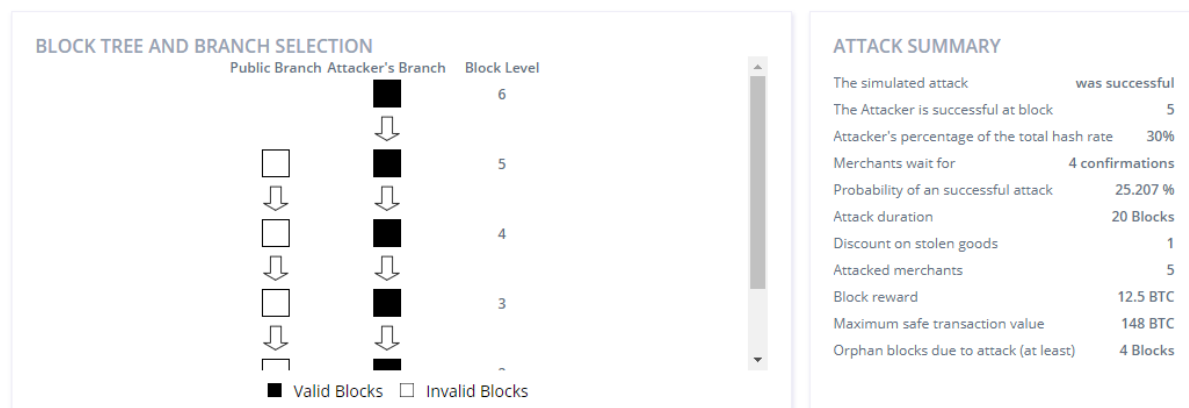 BLOCK TREE AND BRANCH SELECTION
Public Branch Attacker's Branch Block Level
6
5
4
3
Valid Blocks Invalid Blocks
ATTACK SUMMARY
The simulated attack was successful
The Attacker is successful at block 5
Attacker's percentage of the total hash rate 30%
Merchants wait for 4 confirmations
Probability of an successful attack 25.207 %
Attack duration 20 Blocks
Discount on stolen goods 1
Attacked merchants 5
Block reward 12.5 BTC
Maximum safe transaction value 148 BTC
Orphan blocks due to attack (at least) 4 Blocks